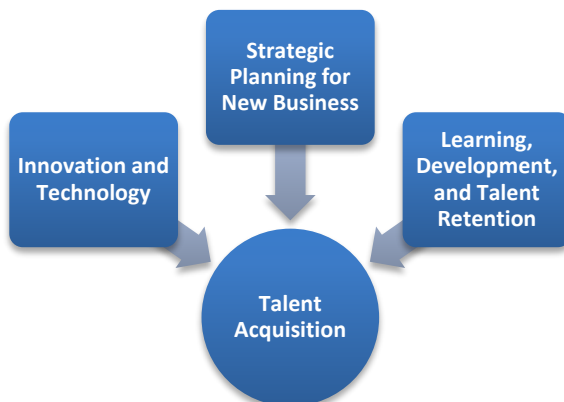 Strategic
Planning for
New Business
Innovation and
Technology
Learning,
Development,
and Talent
Retention
Talent
Acquisition